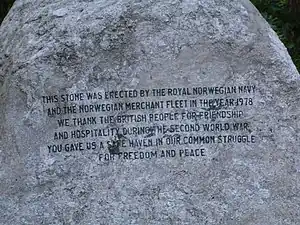 THIS STONE WAS ERECTED BY THE ROYAL NORWEGIAN NAVY
AND THE NORWEGIAN MERCHANT FLEET IN THE YEAR 1978
WE THANK THE BRITISH PEOPLE FOR FRIENDSHIP
AND HOSPITALITY DURING THE SECOND WORLD WAR
YOU GAVE US A SAFE HAVEN IN OUR COMMON STRUGGLE
FOR FREEDOM AND PEACE